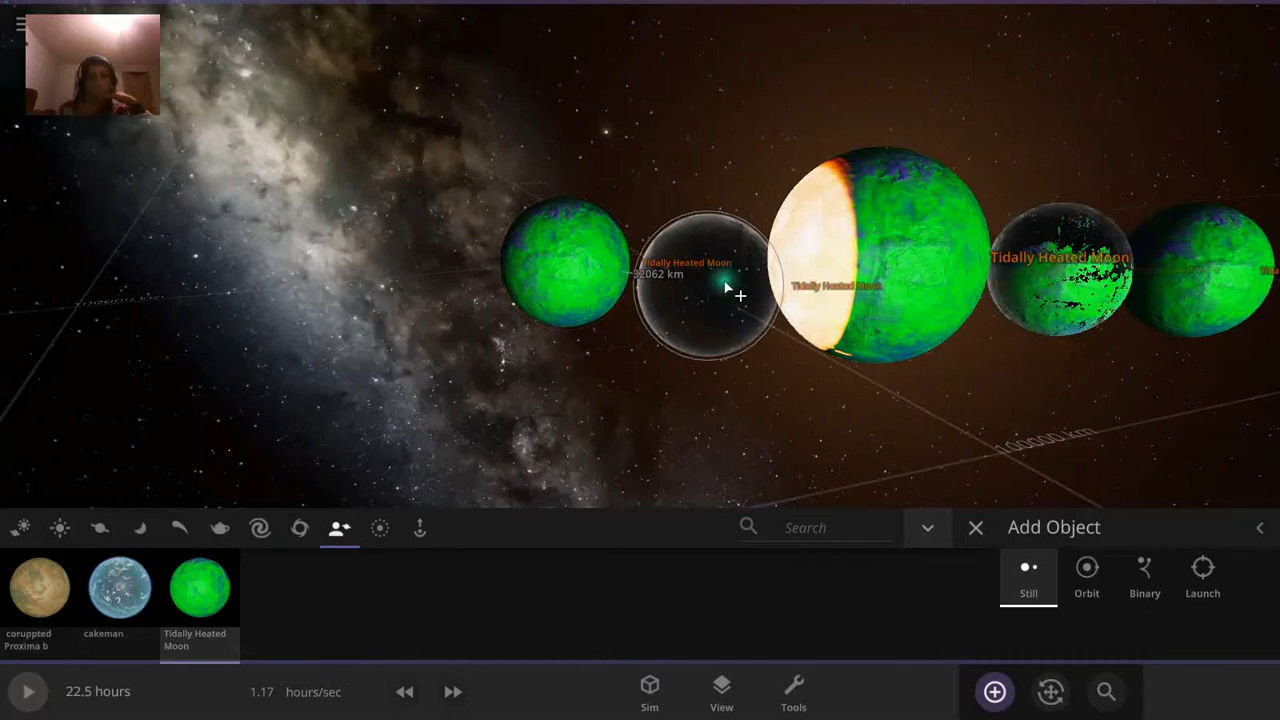 Tidally Heated Moon
32062 km
Tidally Heated Moon
Tidally Heated Moon
100000 km
Search
Add Object
Still
Orbit
Binary
Launch
coruppted
Proxima b
cakeman
Tidally Heated
Moon
22.5 hours
1.17 hours/sec
Sim
View
Tools